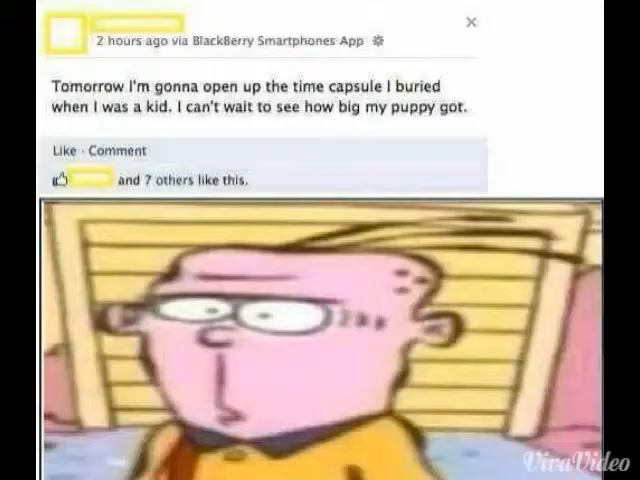 2 hours ago via BlackBerry Smartphones App
Tomorrow I'm gonna open up the time capsule I buried
when I was a kid. I can't wait to see how big my puppy got.
Like · Comment
and 7 others like this.
VivaVideo